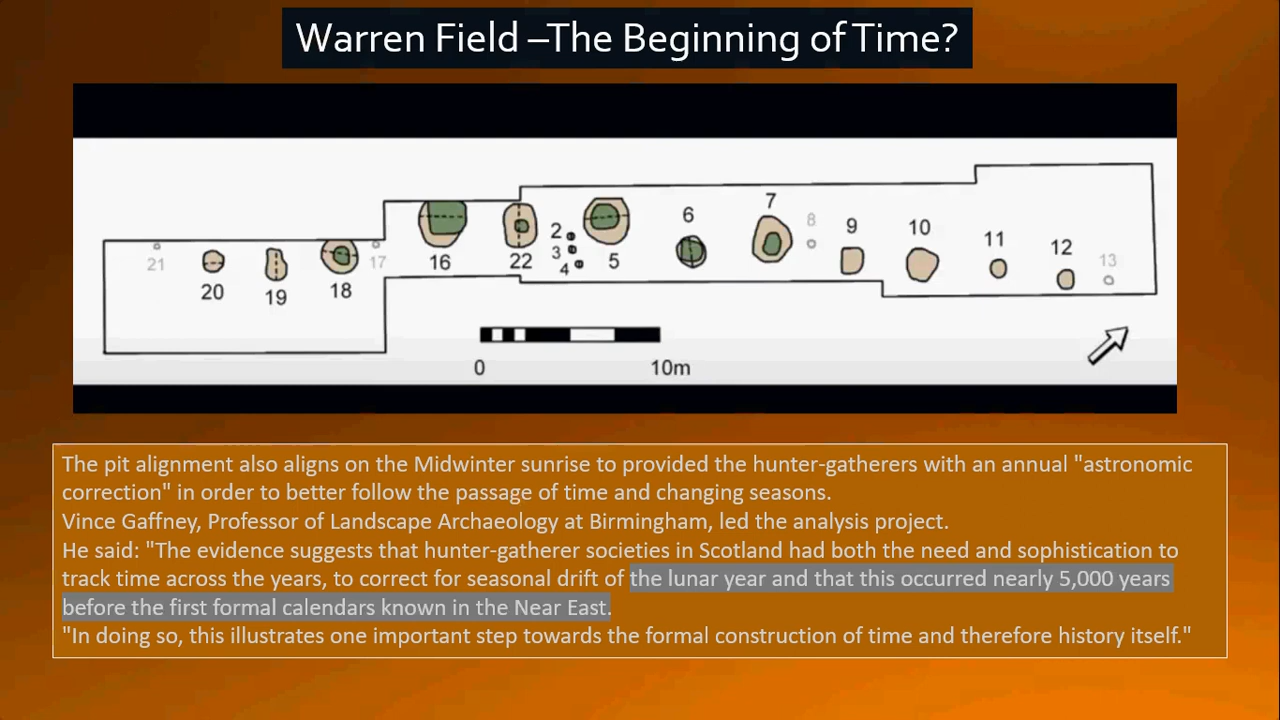 Warren Field –The Beginning of Time?
7
8
6
9
10
2
11
12
3
13
21
17
4
5
16
22
20
19
18
0
10m
The pit alignment also aligns on the Midwinter sunrise to provided the hunter-gatherers with an annual "astronomic
correction" in order to better follow the passage of time and changing seasons.
Vince Gaffney, Professor of Landscape Archaeology at Birmingham, led the analysis project.
He said: "The evidence suggests that hunter-gatherer societies in Scotland had both the need and sophistication to
track time across the years, to correct for seasonal drift of the lunar year and that this occurred nearly 5,000 years
before the first formal calendars known in the Near East.
"In doing so, this illustrates one important step towards the formal construction of time and therefore history itself."